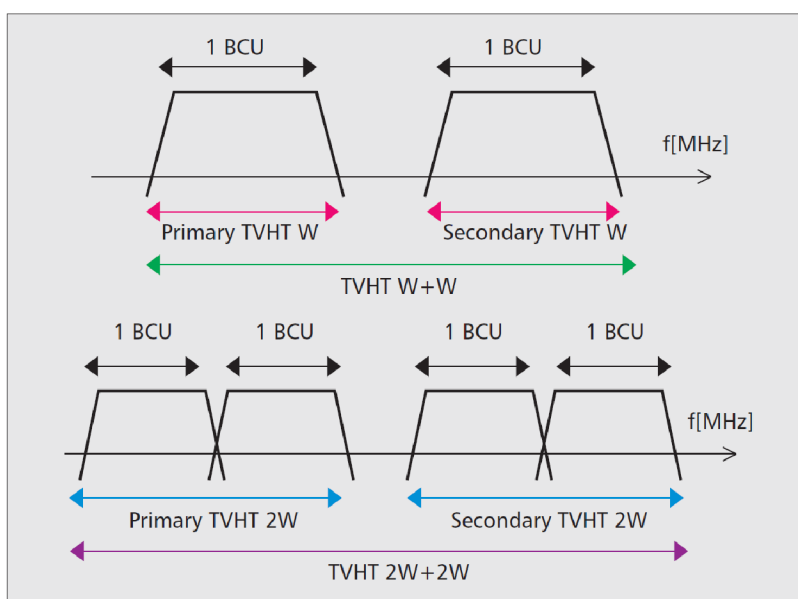 1 BCU 1 BCU
f[MHz]
Primary TVHT W Secondary TVHT W
TVHT W+W
1 BCU 1 BCU 1 BCU 1 BCU
f[MHz]
Primary TVHT 2W Secondary TVHT 2W
TVHT 2W+2W